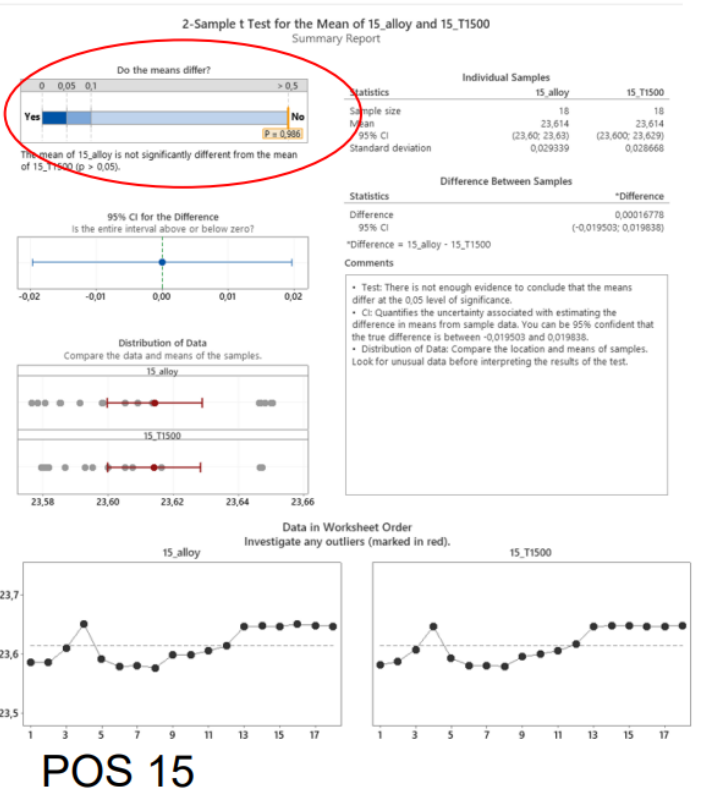 2-Sample t Test for the Mean of 15_alloy and 15_T1500
Summary Report
Do the means differ?
0 0,05 0,1 > 0,5
Yes No
P = 0,986
The mean of 15_alloy is not significantly different from the mean
of 15_T1500 (p > 0,05).
Individual Samples
Statistics 15_alloy 15_T1500
Sample size 18 18
Mean 23,614 23,614
95% CI (23,60; 23,63) (23,600; 23,629)
Standard deviation 0,029339 0,028668
Difference Between Samples
Statistics *Difference
Difference 0,00016778
95% CI (-0,019503; 0,019838)
*Difference = 15_alloy - 15_T1500
95% CI for the Difference
Is the entire interval above or below zero?
-0,02 -0,01 0,00 0,01 0,02
Comments
• Test: There is not enough evidence to conclude that the means
differ at the 0,05 level of significance.
• CI: Quantifies the uncertainty associated with estimating the
difference in means from sample data. You can be 95% confident that
the true difference is between -0,019503 and 0,019838.
• Distribution of Data: Compare the location and means of samples.
Look for unusual data before interpreting the results of the test.
Distribution of Data
Compare the data and means of the samples.
15_alloy
15_T1500
23,58 23,60 23,62 23,64 23,66
Data in Worksheet Order
Investigate any outliers (marked in red).
15_alloy 15_T1500
23,7
23,6
23,5
1 3 5 7 9 11 13 15 17 1 3 5 7 9 11 13 15 17
POS 15